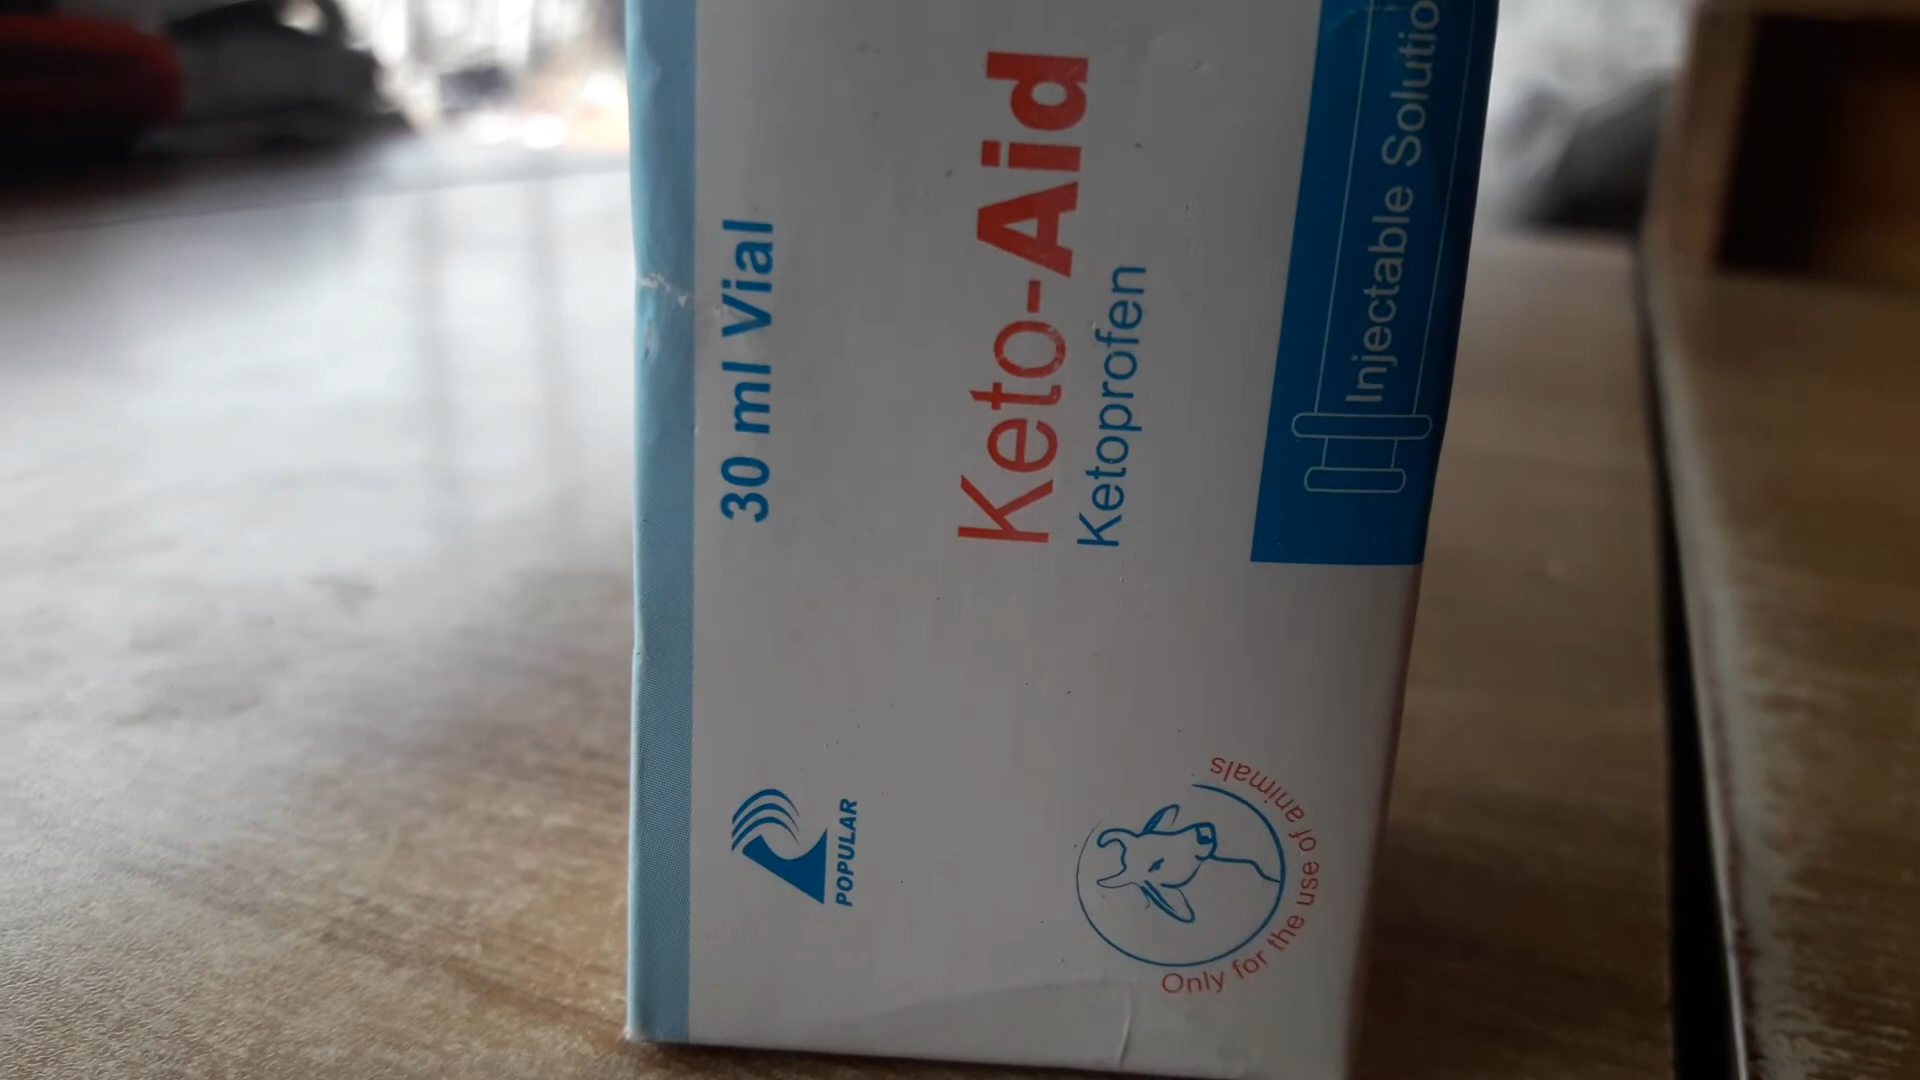 30 ml Vial
Keto-Aid
Ketoprofen
Injectable Solutio
POPULAR
Only for the use of animals